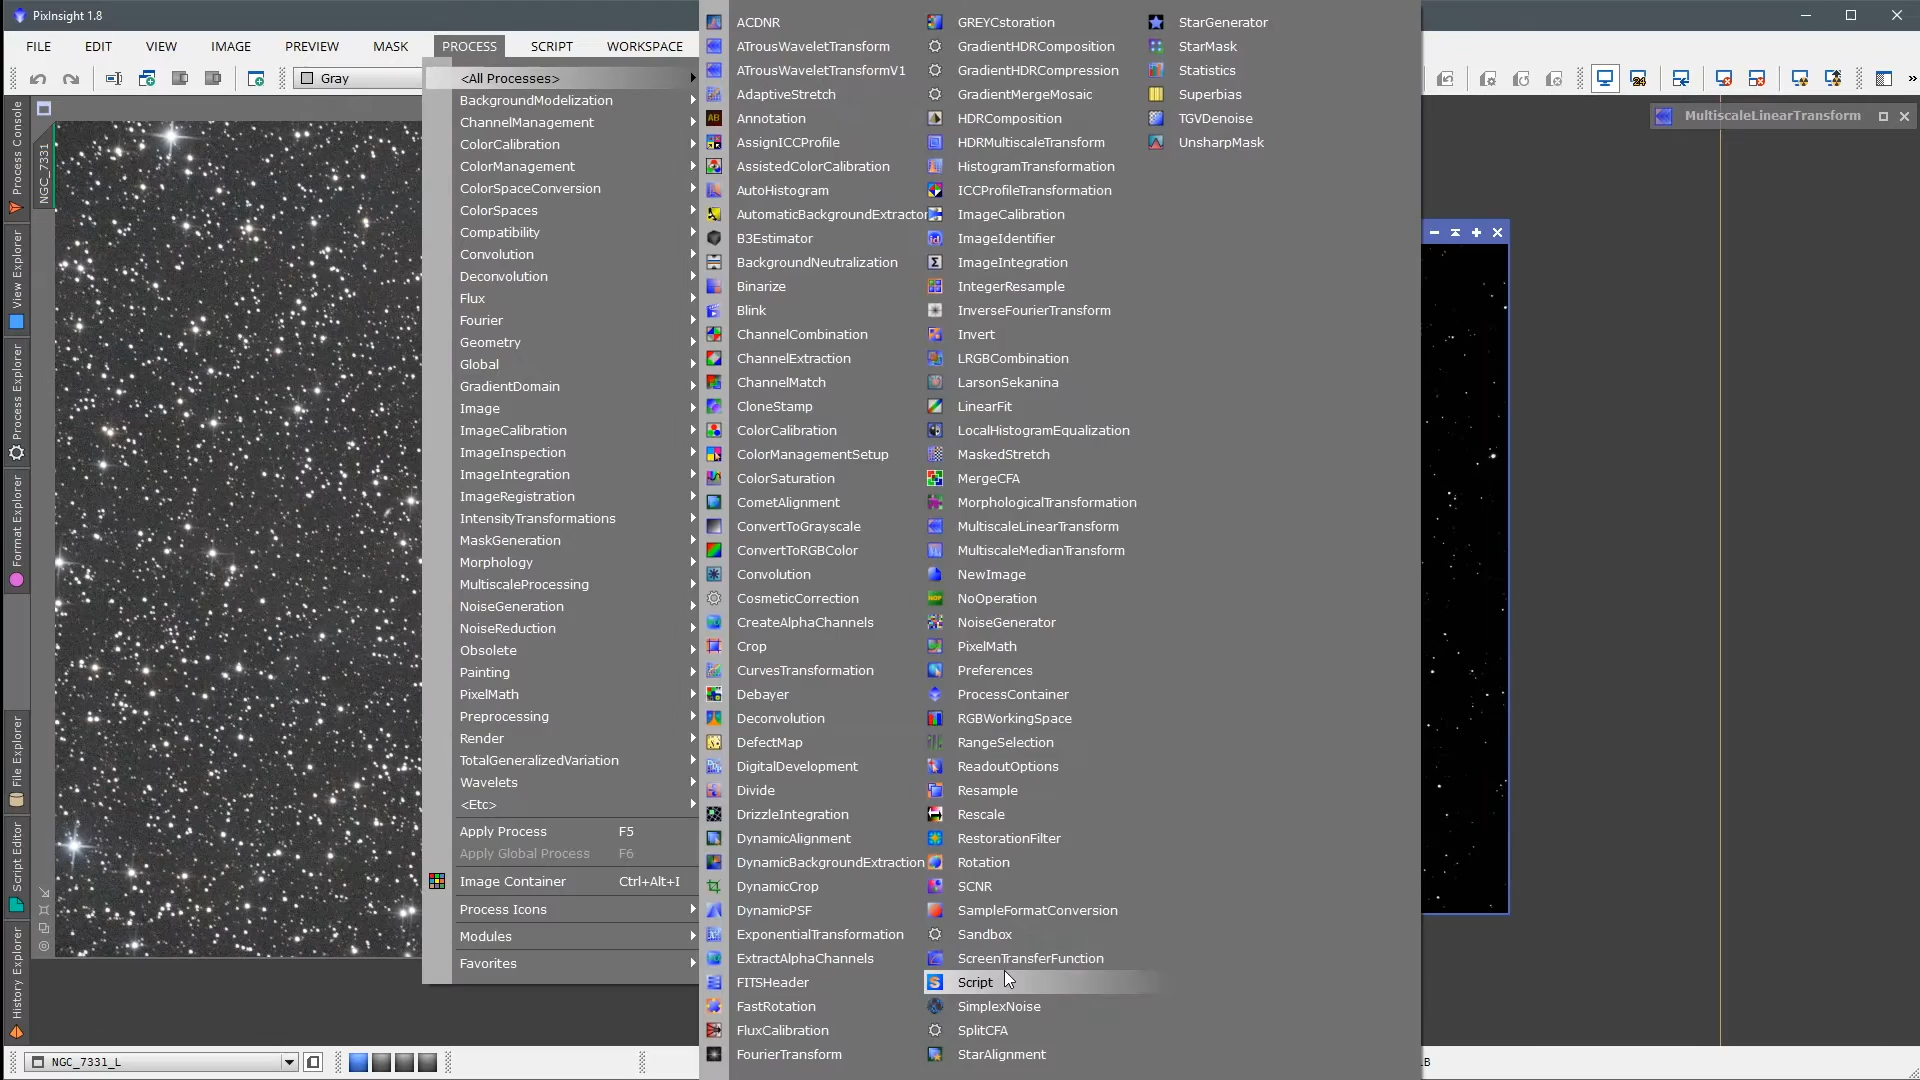 PixInsight 1.8
FILE EDIT VIEW IMAGE PREVIEW MASK PROCESS SCRIPT WORKSPACE
Gray
24
»
Process Console
View Explorer
Process Explorer
Format Explorer
File Explorer
Script Editor
History Explorer
NGC_7331
<All Processes>
BackgroundModelization
ChannelManagement
ColorCalibration
ColorManagement
ColorSpaceConversion
ColorSpaces
Compatibility
Convolution
Deconvolution
Flux
Fourier
Geometry
Global
GradientDomain
Image
ImageCalibration
ImageInspection
ImageIntegration
ImageRegistration
IntensityTransformations
MaskGeneration
Morphology
MultiscaleProcessing
NoiseGeneration
NoiseReduction
Obsolete
Painting
PixelMath
Preprocessing
Render
TotalGeneralizedVariation
Wavelets
<Etc>
Apply Process F5
Apply Global Process F6
Image Container Ctrl+Alt+I
Process Icons
Modules
Favorites
ACDNR
ATrousWaveletTransform
ATrousWaveletTransformV1
AdaptiveStretch
Annotation
AssignICCProfile
AssistedColorCalibration
AutoHistogram
AutomaticBackgroundExtractor
B3Estimator
BackgroundNeutralization
Binarize
Blink
ChannelCombination
ChannelExtraction
ChannelMatch
CloneStamp
ColorCalibration
ColorManagementSetup
ColorSaturation
CometAlignment
ConvertToGrayscale
ConvertToRGBColor
Convolution
CosmeticCorrection
CreateAlphaChannels
Crop
CurvesTransformation
Debayer
Deconvolution
DefectMap
DigitalDevelopment
Divide
DrizzleIntegration
DynamicAlignment
DynamicBackgroundExtraction
DynamicCrop
DynamicPSF
ExponentialTransformation
ExtractAlphaChannels
FITSHeader
FastRotation
FluxCalibration
FourierTransform
GREYCstoration
GradientHDRComposition
GradientHDRCompression
GradientMergeMosaic
HDRComposition
HDRMultiscaleTransform
HistogramTransformation
ICCProfileTransformation
ImageCalibration
ImageIdentifier
ImageIntegration
IntegerResample
InverseFourierTransform
Invert
LRGBCombination
LarsonSekanina
LinearFit
LocalHistogramEqualization
MaskedStretch
MergeCFA
MorphologicalTransformation
MultiscaleLinearTransform
MultiscaleMedianTransform
NewImage
NoOperation
NoiseGenerator
PixelMath
Preferences
ProcessContainer
RGBWorkingSpace
RangeSelection
ReadoutOptions
Resample
Rescale
RestorationFilter
Rotation
SCNR
SampleFormatConversion
Sandbox
ScreenTransferFunction
Script
SimplexNoise
SplitCFA
StarAlignment
StarGenerator
StarMask
Statistics
Superbias
TGVDenoise
UnsharpMask
MultiscaleLinearTransform
NGC_7331_L
.B